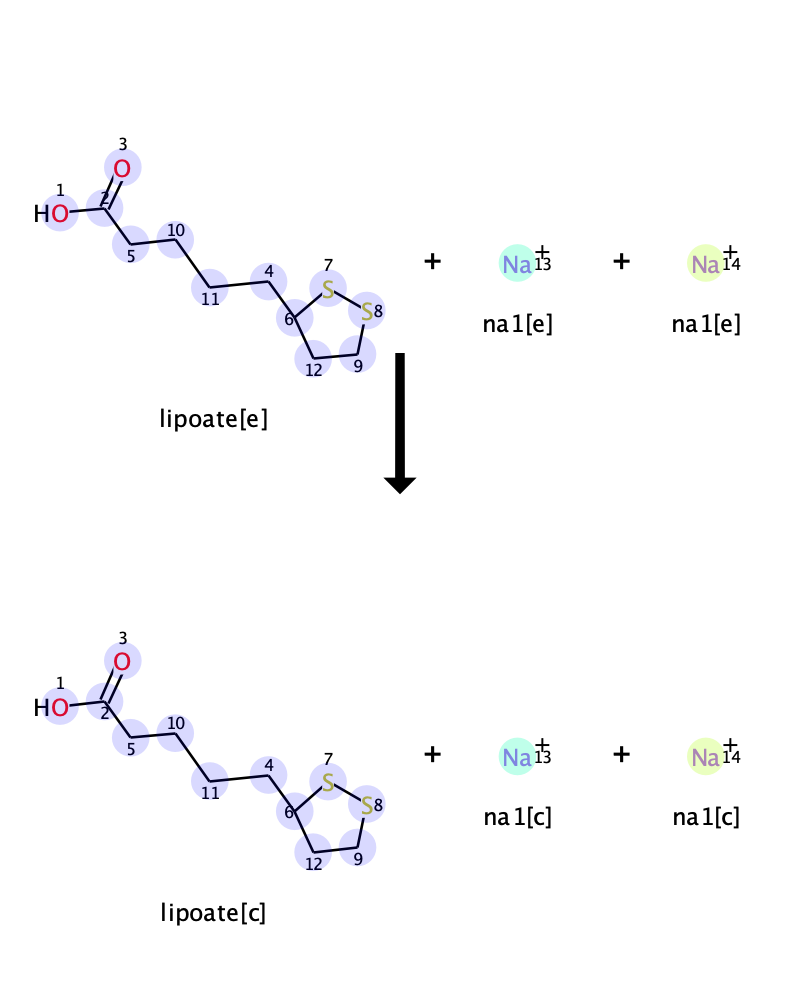 3
O
1
2
HO
10
5
7
4
S
+
Na
+
13
+
Na
+
14
11
6
S
8
na1[e]
na1[e]
12
9
lipoate[e]
3
O
1
HO
2
10
5
7
4
S
+
Na
+
13
+
Na
+
14
11
6
S
8
na1[c]
na1[c]
12
9
lipoate[c]